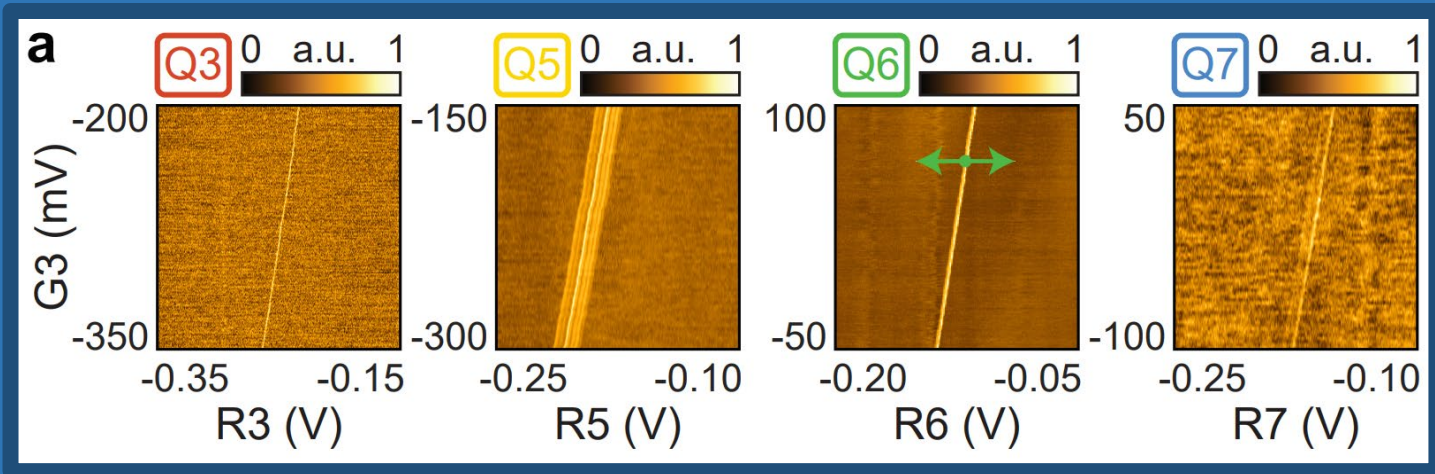 a
Q3 0 a.u. 1
Q5 0 a.u. 1
Q6 0 a.u. 1
Q7 0 a.u. 1
G3 (mV)
-200
-350
-0.35 -0.15
R3 (V)
-150
-300
-0.25 -0.10
R5 (V)
100
-50
-0.20 -0.05
R6 (V)
50
-100
-0.25 -0.10
R7 (V)